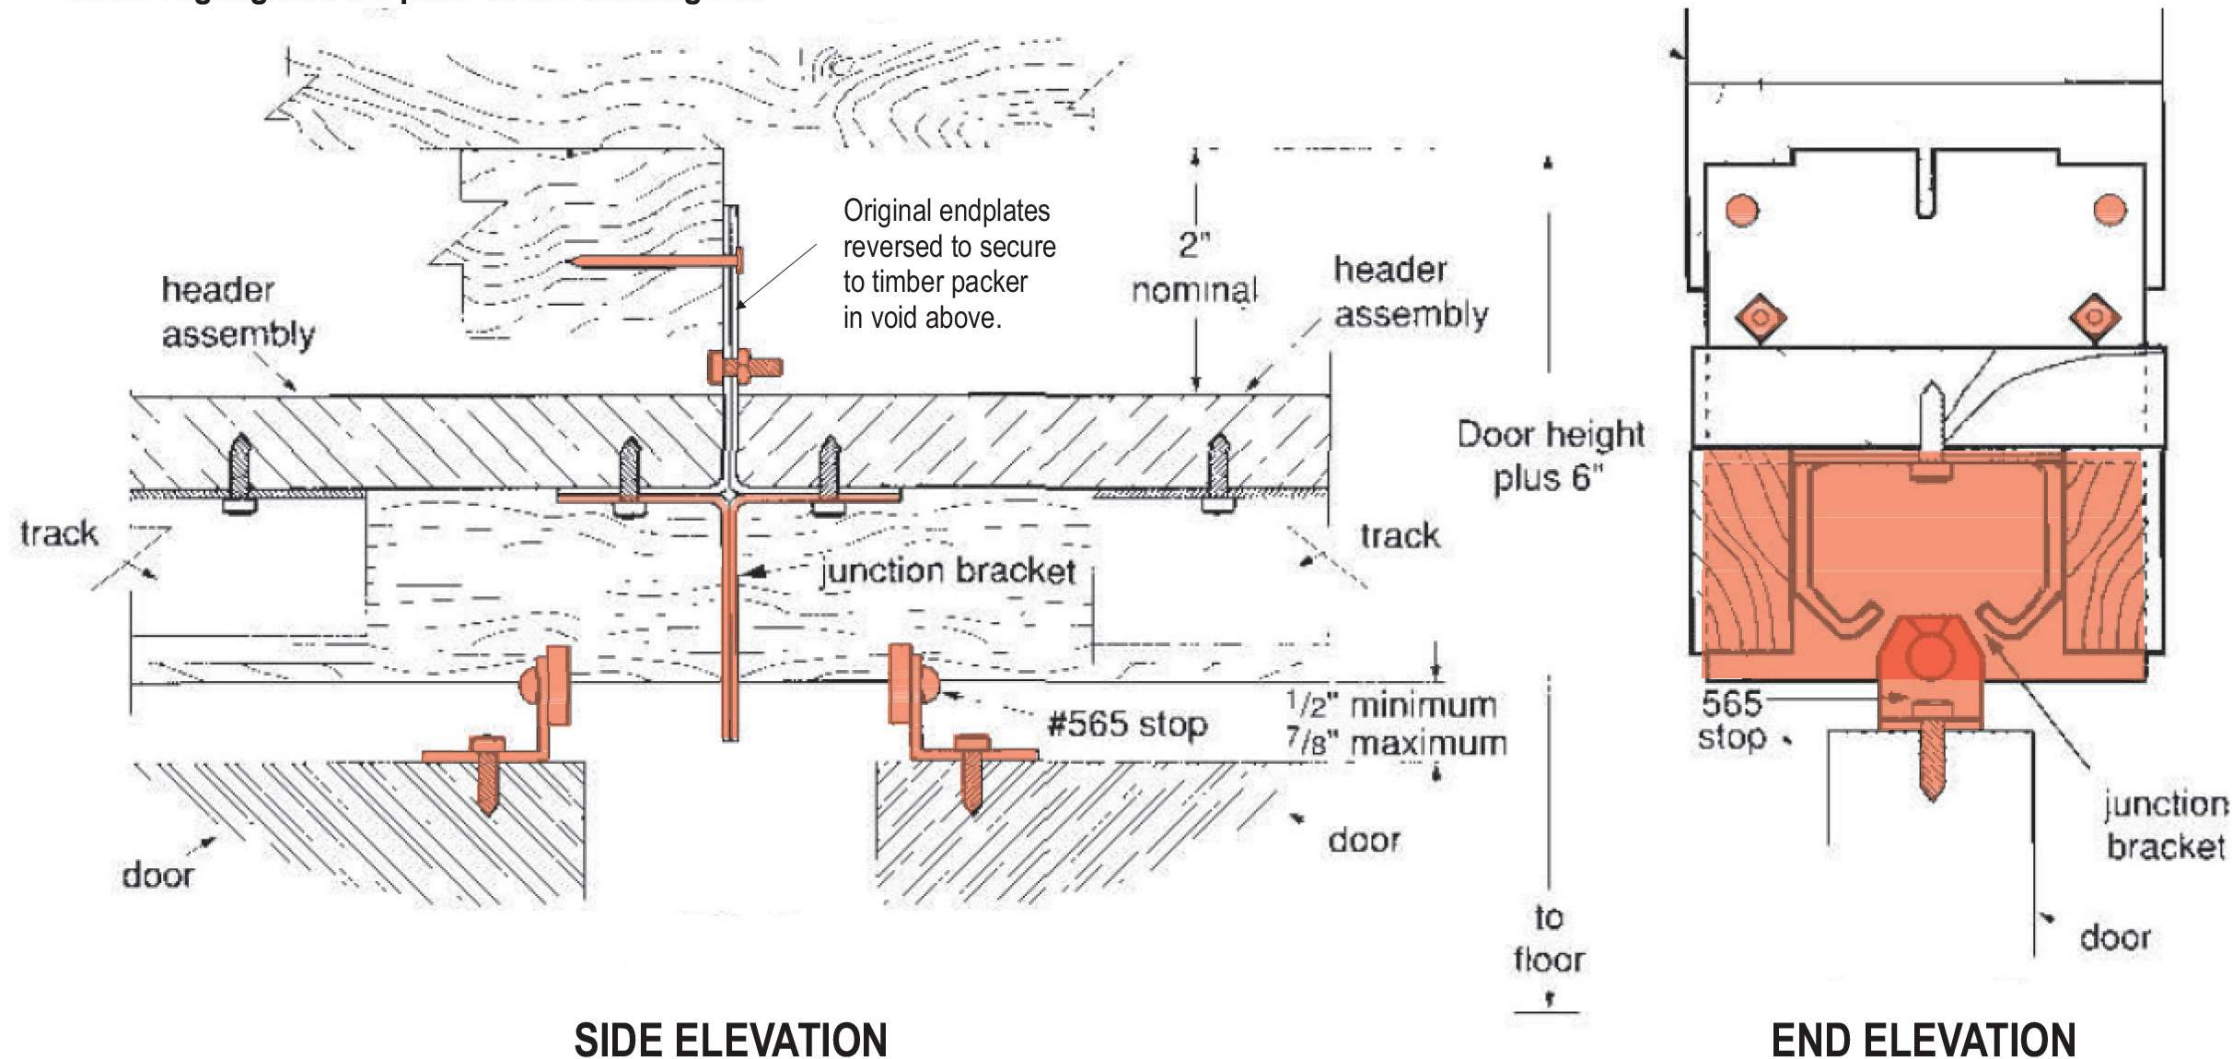 Original endplates
reversed to secure
to timber packer
in void above.
2"
nominal
header
assembly
header
assembly
Door height
plus 6"
track
track
junction bracket
#565 stop
1/2" minimum
7/8" maximum
565
stop
junction
bracket
door
door
door
to
floor
SIDE ELEVATION
END ELEVATION